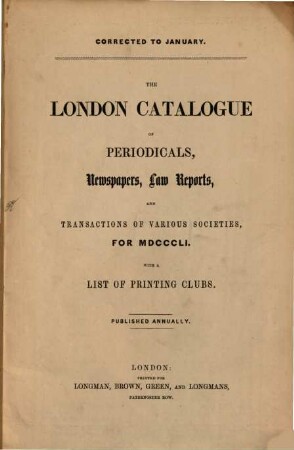 CORRECTED TO JANUARY.
THE
LONDON CATALOGUE
OF
PERIODICALS,
Newspapers, Law Reports,
AND
TRANSACTIONS OF VARIOUS SOCIETIES,
FOR MDCCCLI.
WITH A
LIST OF PRINTING CLUBS.
PUBLISHED ANNUALLY.
LONDON:
PRINTED FOR
LONGMAN, BROWN, GREEN, AND LONGMANS,
PATERNOSTER ROW.